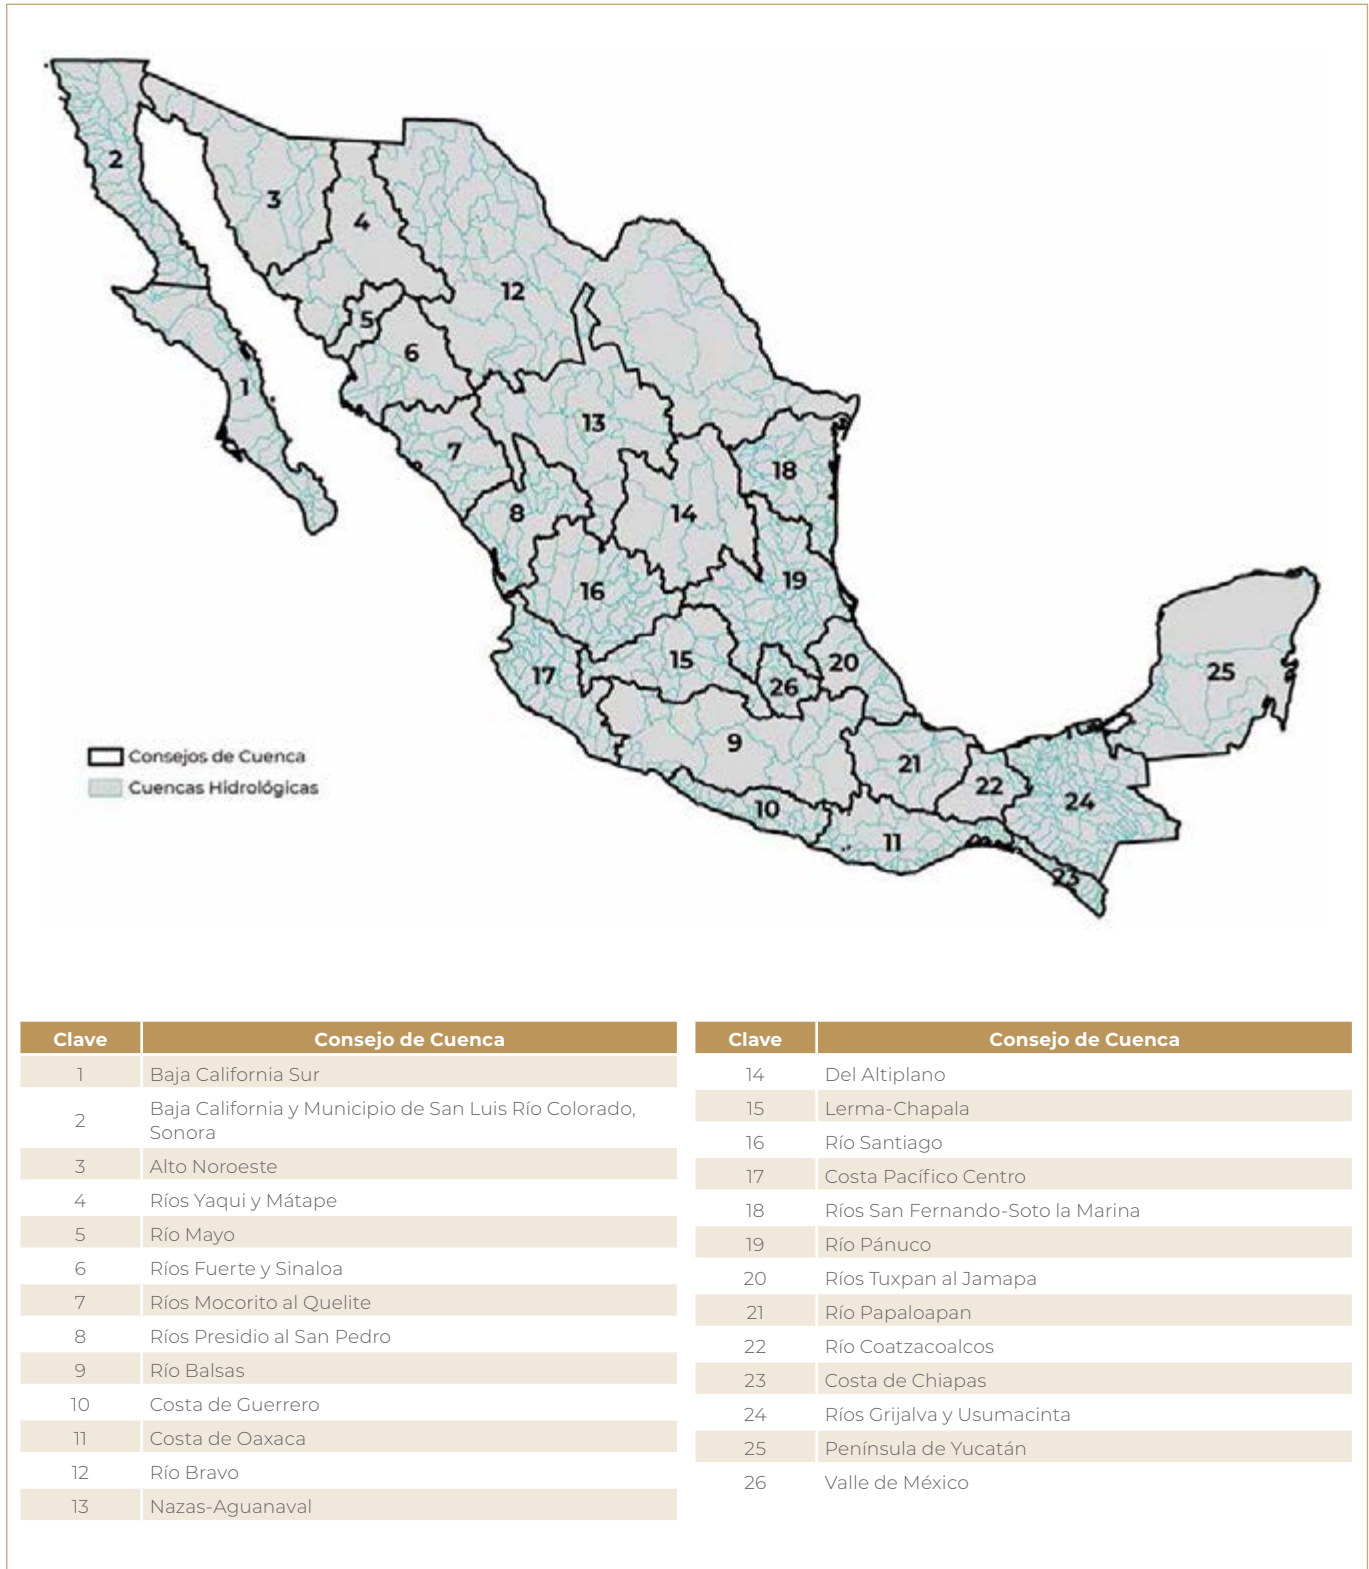 2
3
4
12
5
6
1
13
7
18
8
14
19
16
15
20
17
26
25
9
21
22
24
10
11
23
Consejos de Cuenca
Cuencas Hidrológicas
Clave Consejo de Cuenca
1 Baja California Sur
2 Baja California y Municipio de San Luis Río Colorado,
Sonora
3 Alto Noroeste
4 Ríos Yaqui y Mátape
5 Río Mayo
6 Ríos Fuerte y Sinaloa
7 Ríos Mocorito al Quelite
8 Ríos Presidio al San Pedro
9 Río Balsas
10 Costa de Guerrero
11 Costa de Oaxaca
12 Río Bravo
13 Nazas-Aguanaval
Clave Consejo de Cuenca
14 Del Altiplano
15 Lerma-Chapala
16 Río Santiago
17 Costa Pacífico Centro
18 Ríos San Fernando-Soto la Marina
19 Río Pánuco
20 Ríos Tuxpan al Jamapa
21 Río Papaloapan
22 Río Coatzacoalcos
23 Costa de Chiapas
24 Ríos Grijalva y Usumacinta
25 Península de Yucatán
26 Valle de México